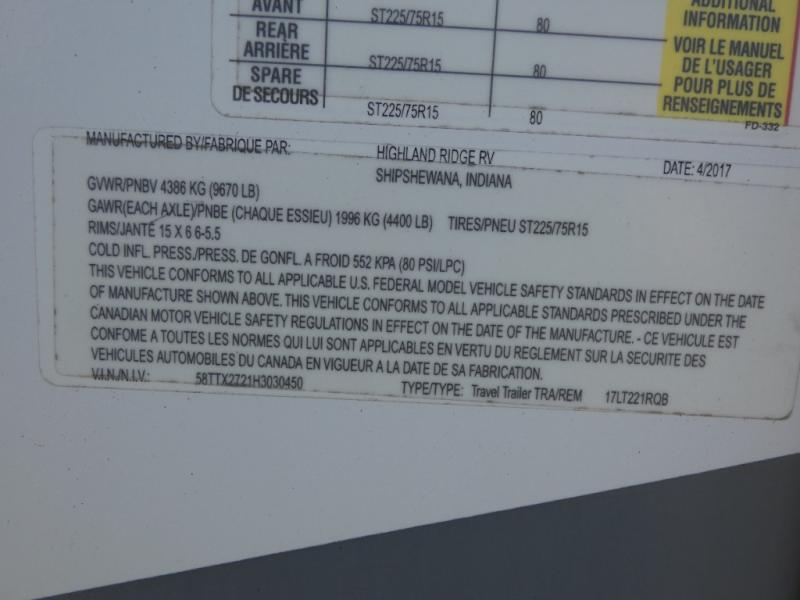 AVANT ST225/75R15 80
REAR
ARRIÈRE ST225/75R15 80
SPARE
DE SECOURS ST225/75R15 80
ADDITIONAL
INFORMATION
VOIR LE MANUEL
DE L'USAGER
POUR PLUS DE
RENSEIGNEMENTS
FD-332
MANUFACTURED BY/FABRIQUE PAR: HIGHLAND RIDGE RV DATE: 4/2017
SHIPSHEWANA, INDIANA
GVWR/PNBV 4386 KG (9670 LB)
GAWR(EACH AXLE)/PNBE (CHAQUE ESSIEU) 1996 KG (4400 LB) TIRES/PNEU ST225/75R15
RIMS/JANTÉ 15 X 6 6-5.5
COLD INFL. PRESS./PRESS. DE GONFL. A FROID 552 KPA (80 PSI/LPC)
THIS VEHICLE CONFORMS TO ALL APPLICABLE U.S. FEDERAL MODEL VEHICLE SAFETY STANDARDS IN EFFECT ON THE DATE
OF MANUFACTURE SHOWN ABOVE. THIS VEHICLE CONFORMS TO ALL APPLICABLE STANDARDS PRESCRIBED UNDER THE
CANADIAN MOTOR VEHICLE SAFETY REGULATIONS IN EFFECT ON THE DATE OF THE MANUFACTURE. - CE VEHICULE EST
CONFOME A TOUTES LES NORMES QUI LUI SONT APPLICABLES EN VERTU DU REGLEMENT SUR LA SECURITE DES
VEHICULES AUTOMOBILES DU CANADA EN VIGUEUR A LA DATE DE SA FABRICATION.
V.I.N./N.I.V.: 58TTX2721H3030450 TYPE/TYPE: Travel Trailer TRA/REM 17LT221RQB